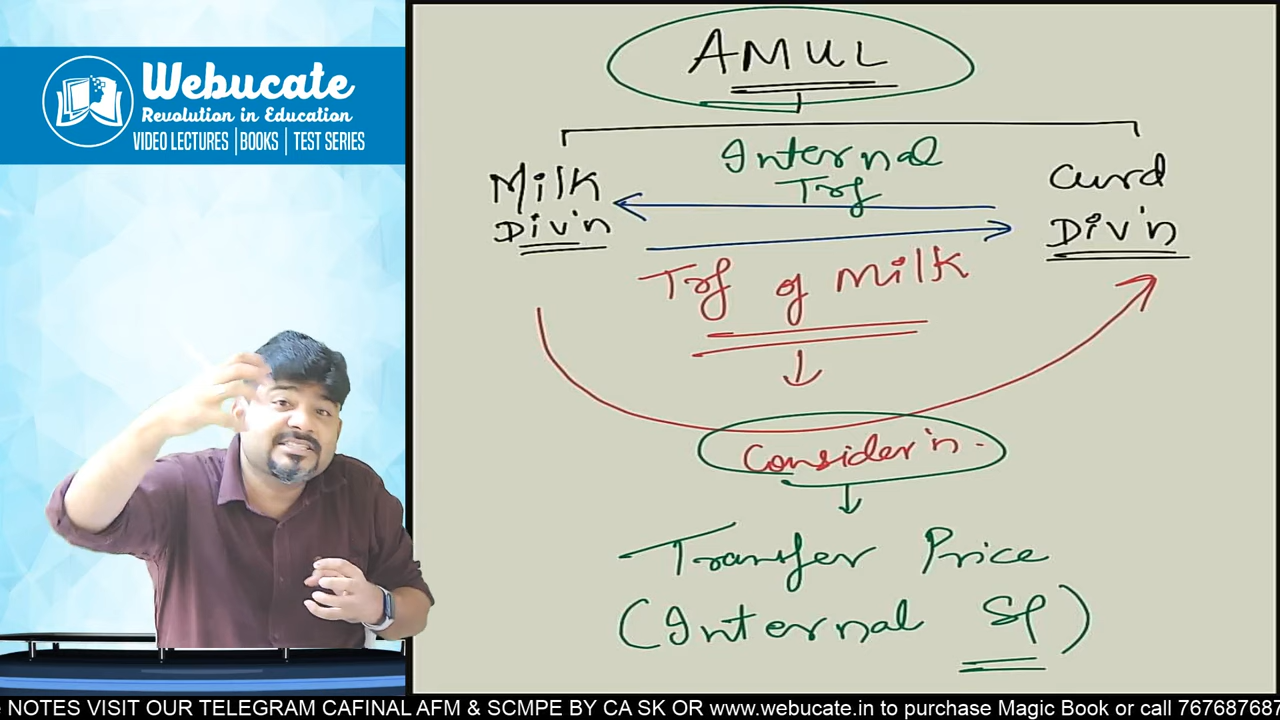 Webucate
Revolution in Education
VIDEO LECTURES | BOOKS | TEST SERIES
AMUL
Internal
Trf
Milk
Div'n
Curd
Div'n
Trf of Milk
Consider'n.
Transfer Price
(Internal SP)
NOTES VISIT OUR TELEGRAM CAFINAL AFM & SCMPE BY CA SK OR www.webucate.in to purchase Magic Book or call 767687687